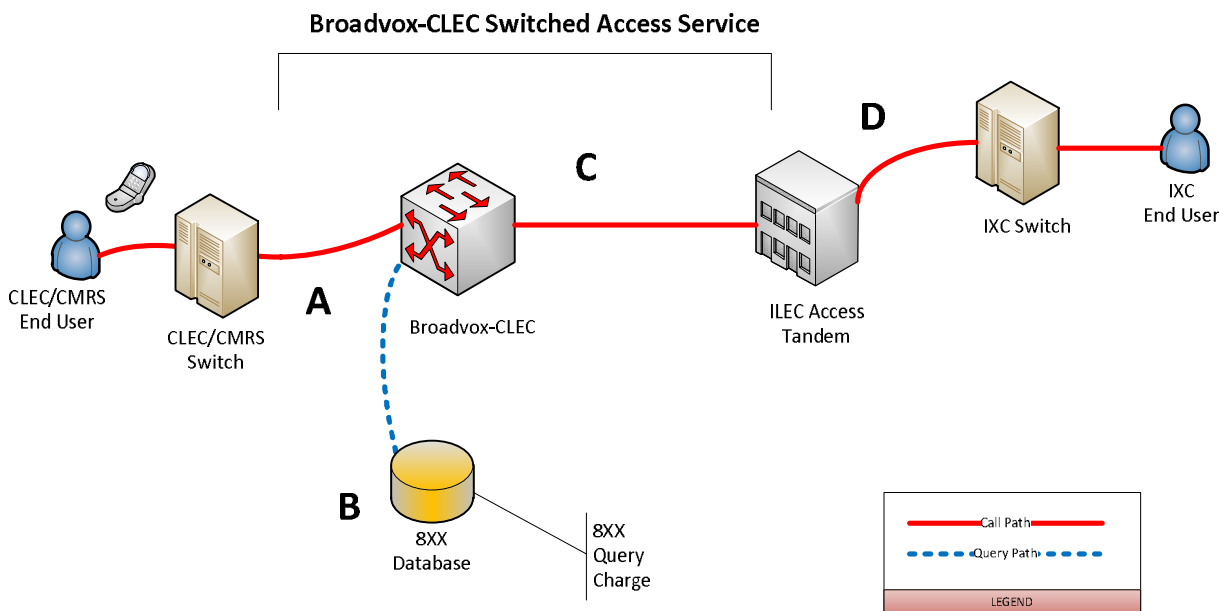 Broadvox-CLEC Switched Access Service
D
C
IXC
End User
IXC Switch
CLEC/CMRS
End User
A
CLEC/CMRS
Switch
Broadvox-CLEC
ILEC Access
Tandem
B
8XX
Database
8XX
Query
Charge
Call Path
Query Path
LEGEND